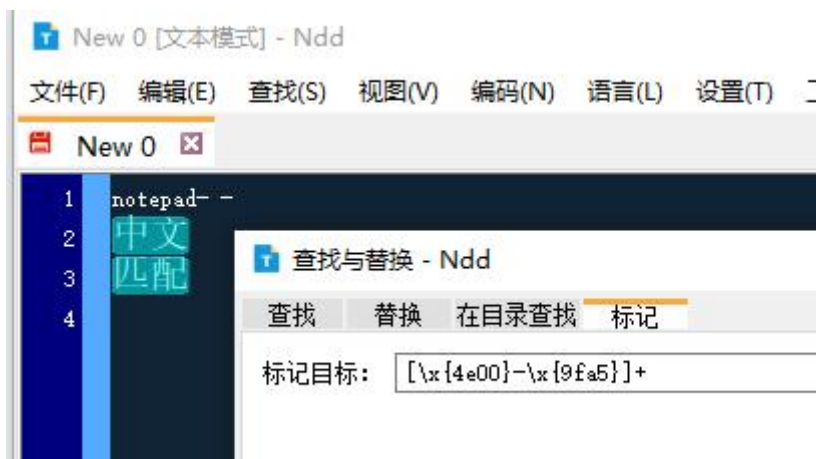 New 0 [文本模式] - Ndd
文件(F) 编辑(E) 查找(S) 视图(V) 编码(N) 语言(L) 设置(T)
New 0
1 notepad- -
2 中文
3 匹配
4
查找与替换 - Ndd
查找 替换 在目录查找 标记
标记目标: [\x{4e00}-\x{9fa5}]+